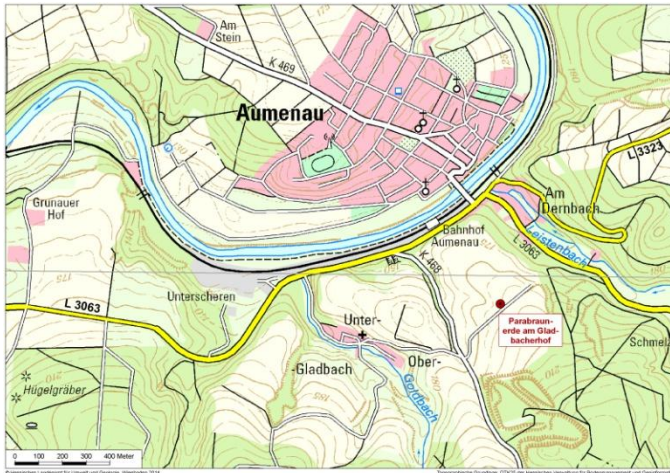 Am
Stein
K 469
Aumenau
L 3323
Grunauer
Hof
Am
Dernbach
Bahnhof
Aumenau
Leistenbach
L 3063
K 468
Unterscheren
L 3063
Unter-
Parabraun-
erde am Glad-
bacherhof
Schmel
-Gladbach
Ober-
Goldbach
Hügelgräber
0 100 200 300 400 Meter